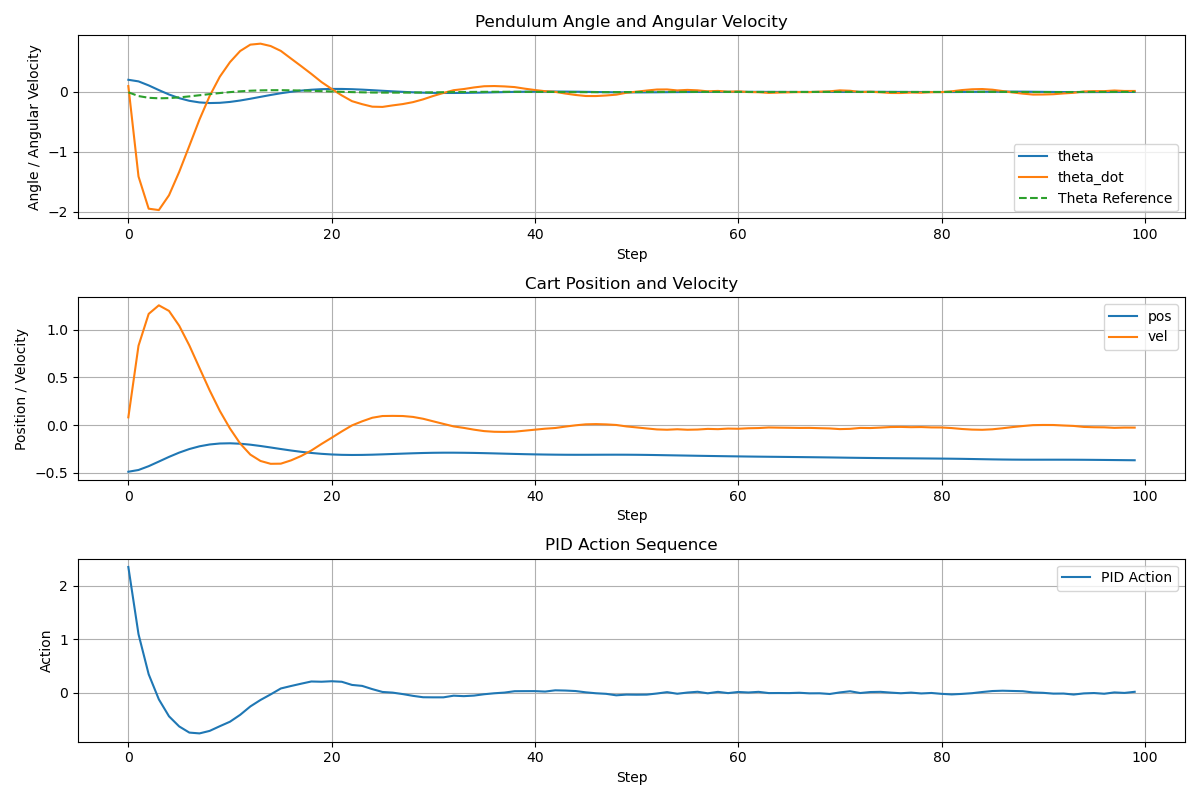 Pendulum Angle and Angular Velocity
Angle / Angular Velocity
0
−1
−2
theta
theta_dot
Theta Reference
0 20 40 60 80 100
Step
Cart Position and Velocity
Position / Velocity
1.0
0.5
0.0
−0.5
pos
vel
0 20 40 60 80 100
Step
PID Action Sequence
Action
2
1
0
PID Action
0 20 40 60 80 100
Step